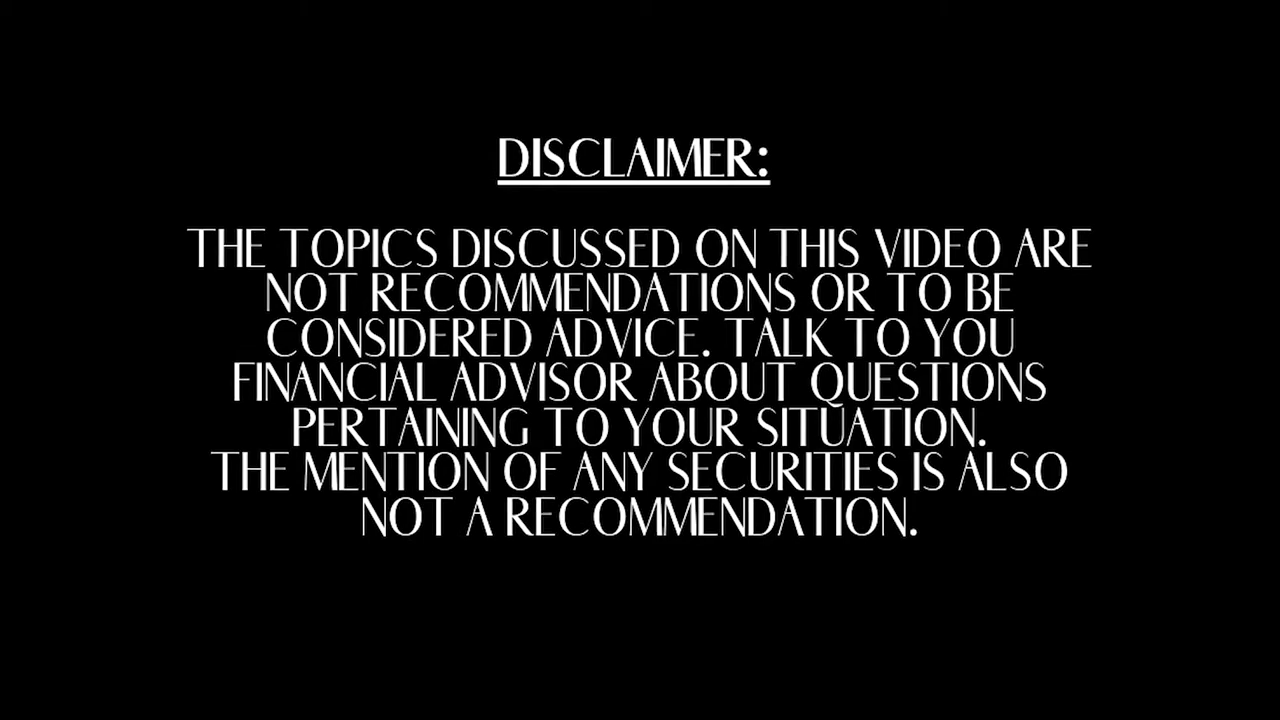 DISCLAIMER:
THE TOPICS DISCUSSED ON THIS VIDEO ARE
NOT RECOMMENDATIONS OR TO BE
CONSIDERED ADVICE. TALK TO YOU
FINANCIAL ADVISOR ABOUT QUESTIONS
PERTAINING TO YOUR SITUATION.
THE MENTION OF ANY SECURITIES IS ALSO
NOT A RECOMMENDATION.